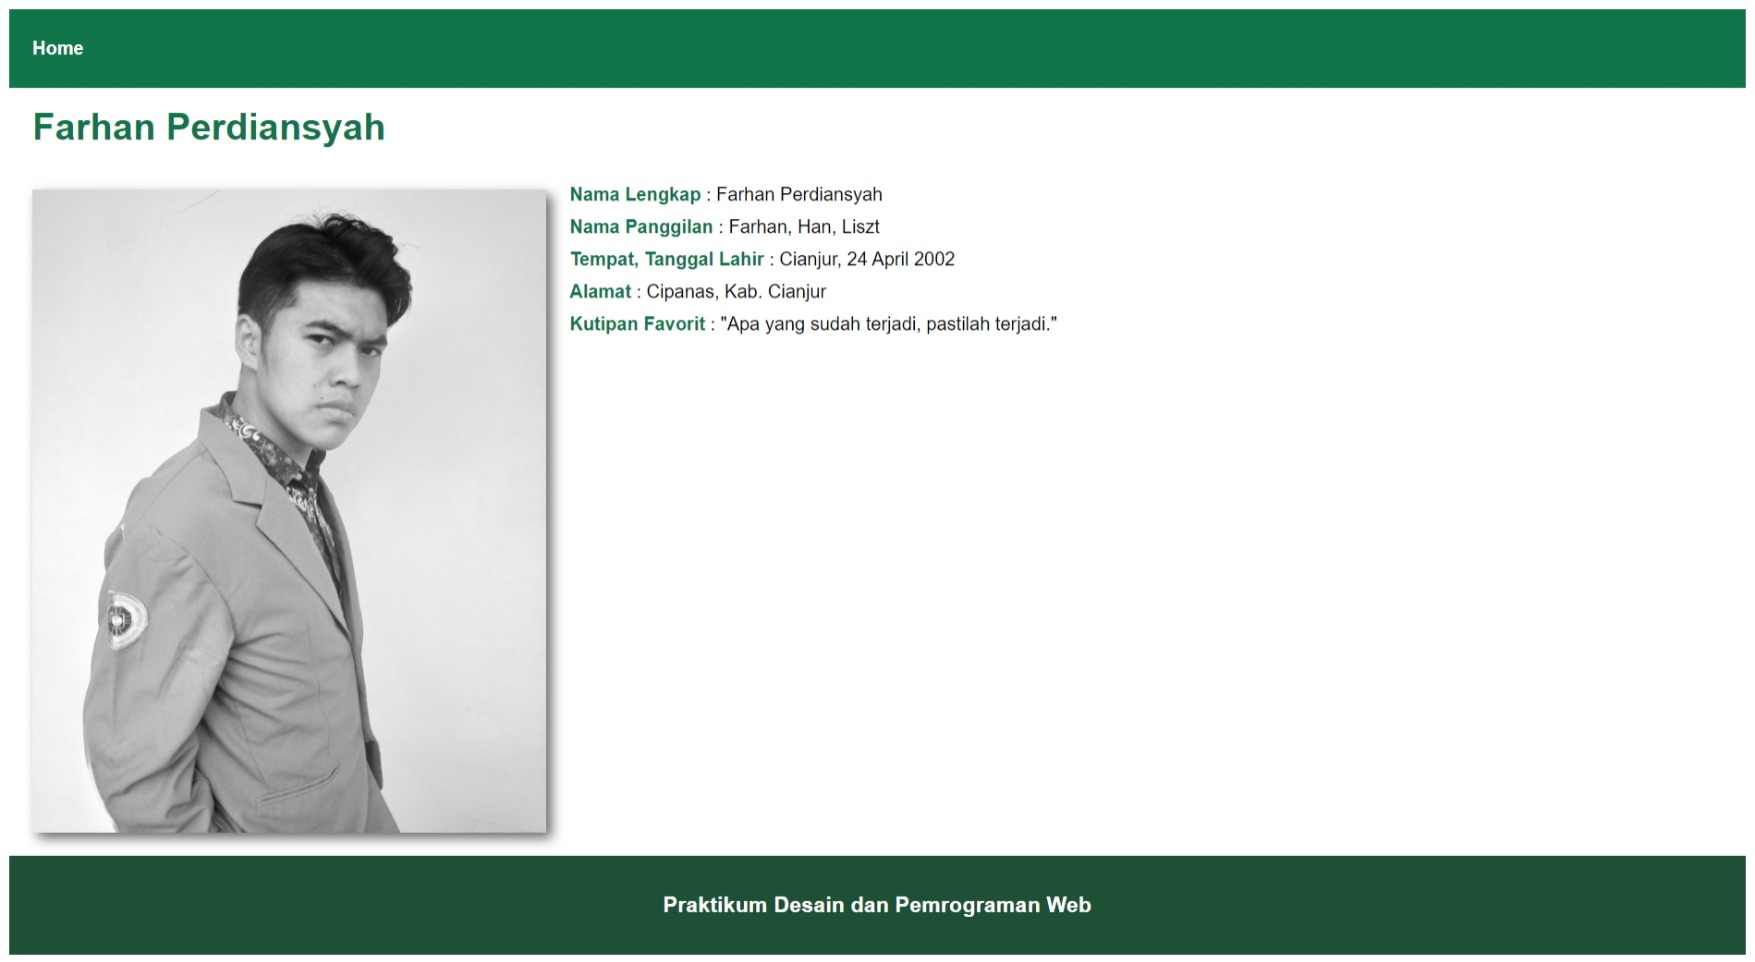 Home
Farhan Perdiansyah
Nama Lengkap : Farhan Perdiansyah
Nama Panggilan : Farhan, Han, Liszt
Tempat, Tanggal Lahir : Cianjur, 24 April 2002
Alamat : Cipanas, Kab. Cianjur
Kutipan Favorit : "Apa yang sudah terjadi, pastilah terjadi."
Praktikum Desain dan Pemrograman Web